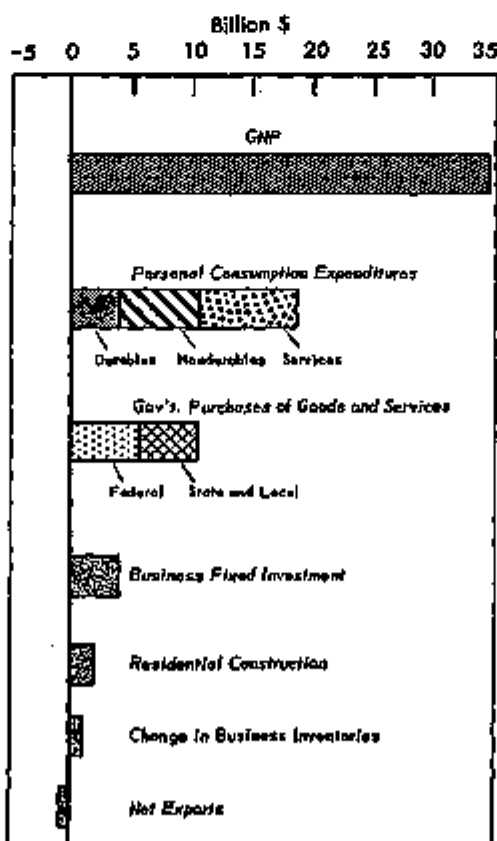 Billion $
-5 0 5 10 15 20 25 30 35
GNP
Personal Consumption Expenditures
Durables Nondurables Services
Gov't. Purchases of Goods and Services
Federal State and Local
Business Fixed Investment
Residential Construction
Change in Business Inventories
Net Exports